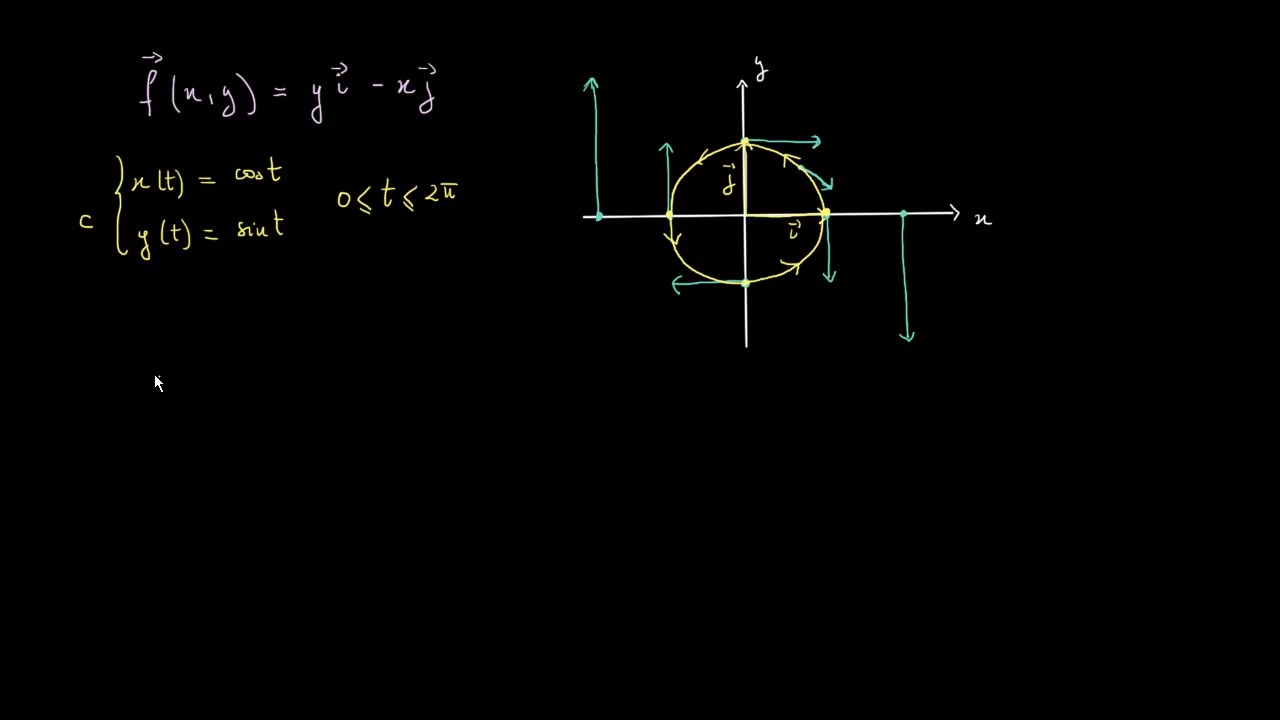 f⃗(x,y) = y i⃗ - x j⃗
c { x(t) = cos t
y(t) = sin t
0 ⩽ t ⩽ 2π
y
j⃗
i⃗
x